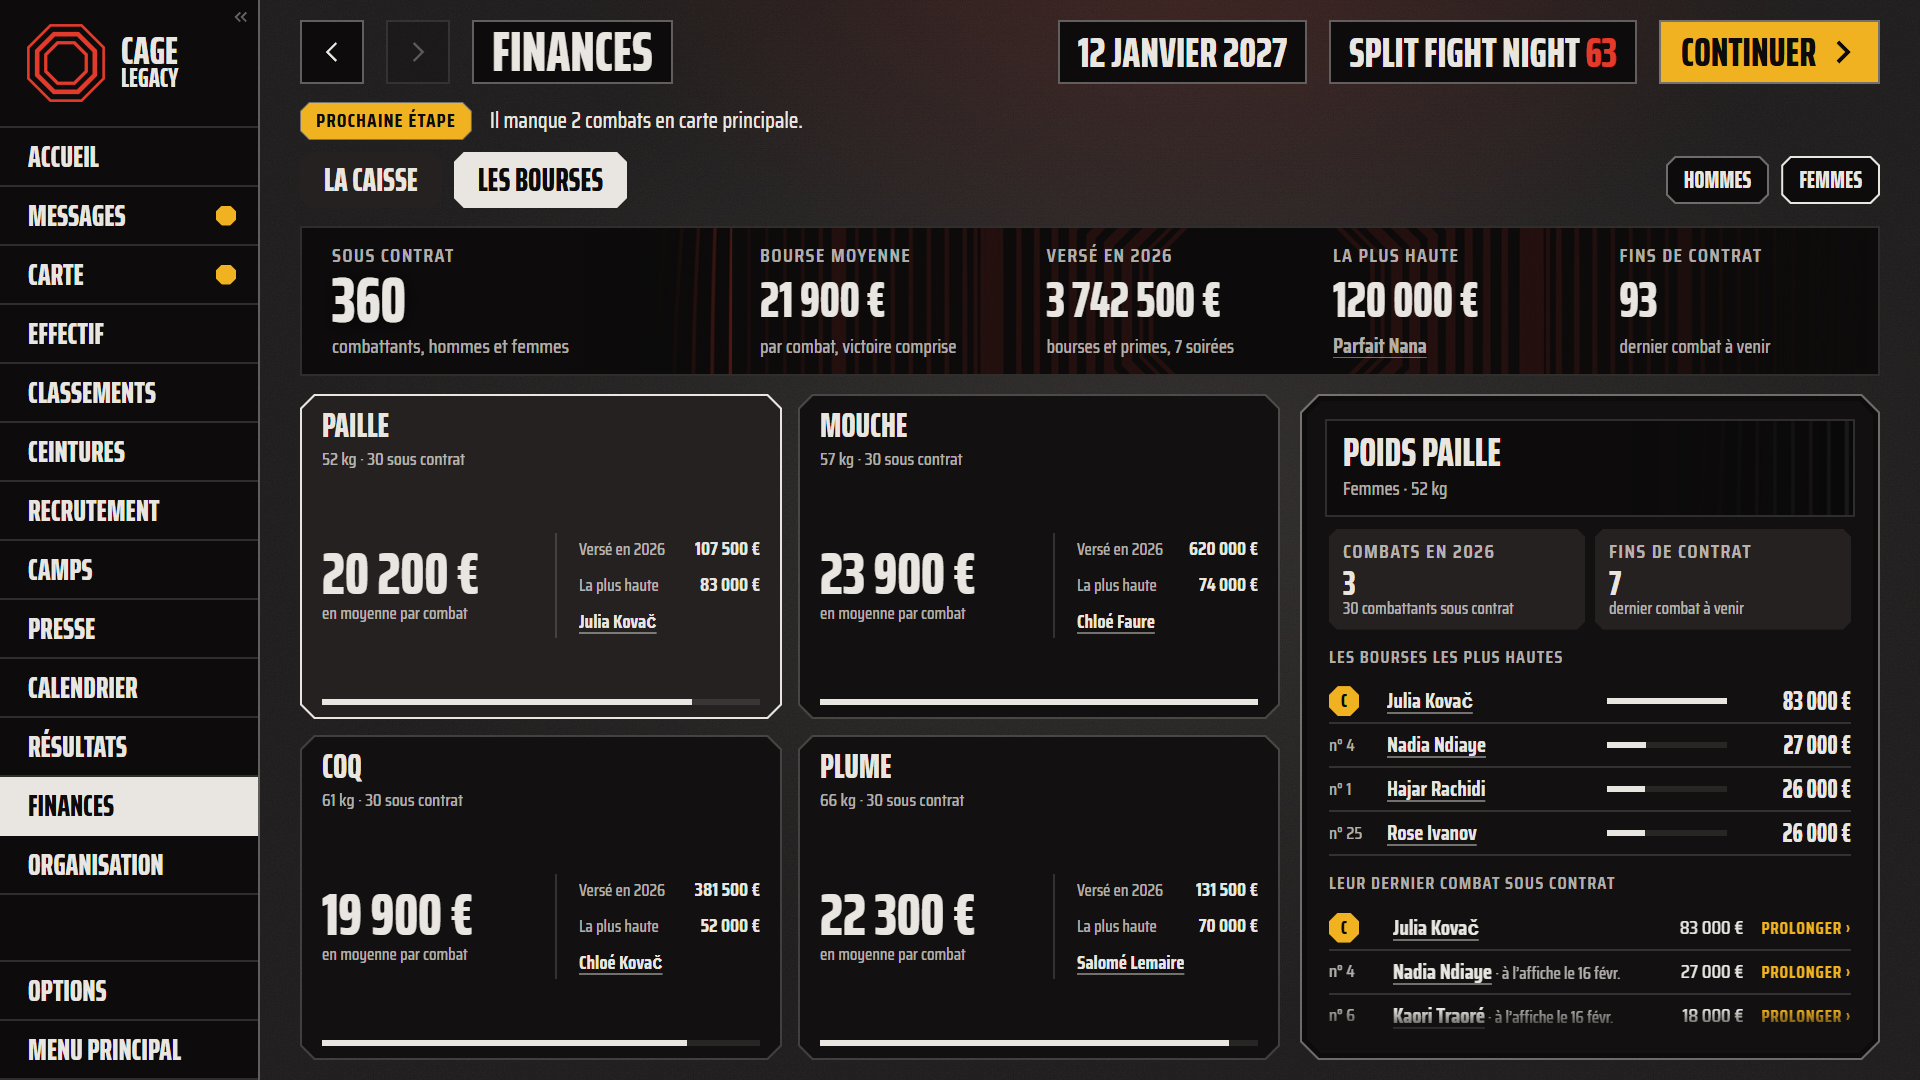 «
CAGE
LEGACY
ACCUEIL
MESSAGES
CARTE
EFFECTIF
CLASSEMENTS
CEINTURES
RECRUTEMENT
CAMPS
PRESSE
CALENDRIER
RÉSULTATS
FINANCES
ORGANISATION
OPTIONS
MENU PRINCIPAL
FINANCES
12 JANVIER 2027
SPLIT FIGHT NIGHT 63
CONTINUER
PROCHAINE ÉTAPE
Il manque 2 combats en carte principale.
LA CAISSE
LES BOURSES
HOMMES
FEMMES
SOUS CONTRAT
360
combattants, hommes et femmes
BOURSE MOYENNE
21 900 €
par combat, victoire comprise
VERSÉ EN 2026
3 742 500 €
bourses et primes, 7 soirées
LA PLUS HAUTE
120 000 €
Parfait Nana
FINS DE CONTRAT
93
dernier combat à venir
PAILLE
52 kg · 30 sous contrat
20 200 €
en moyenne par combat
Versé en 2026 107 500 €
La plus haute 83 000 €
Julia Kovač
MOUCHE
57 kg · 30 sous contrat
23 900 €
en moyenne par combat
Versé en 2026 620 000 €
La plus haute 74 000 €
Chloé Faure
COQ
61 kg · 30 sous contrat
19 900 €
en moyenne par combat
Versé en 2026 381 500 €
La plus haute 52 000 €
Chloé Kovač
PLUME
66 kg · 30 sous contrat
22 300 €
en moyenne par combat
Versé en 2026 131 500 €
La plus haute 70 000 €
Salomé Lemaire
POIDS PAILLE
Femmes · 52 kg
COMBATS EN 2026
3
30 combattants sous contrat
FINS DE CONTRAT
7
dernier combat à venir
LES BOURSES LES PLUS HAUTES
C Julia Kovač 83 000 €
n° 4 Nadia Ndiaye 27 000 €
n° 1 Hajar Rachidi 26 000 €
n° 25 Rose Ivanov 26 000 €
LEUR DERNIER COMBAT SOUS CONTRAT
C Julia Kovač 83 000 € PROLONGER ›
n° 4 Nadia Ndiaye · à l'affiche le 16 févr. 27 000 € PROLONGER ›
n° 6 Kaori Traoré · à l'affiche le 16 févr. 18 000 € PROLONGER ›